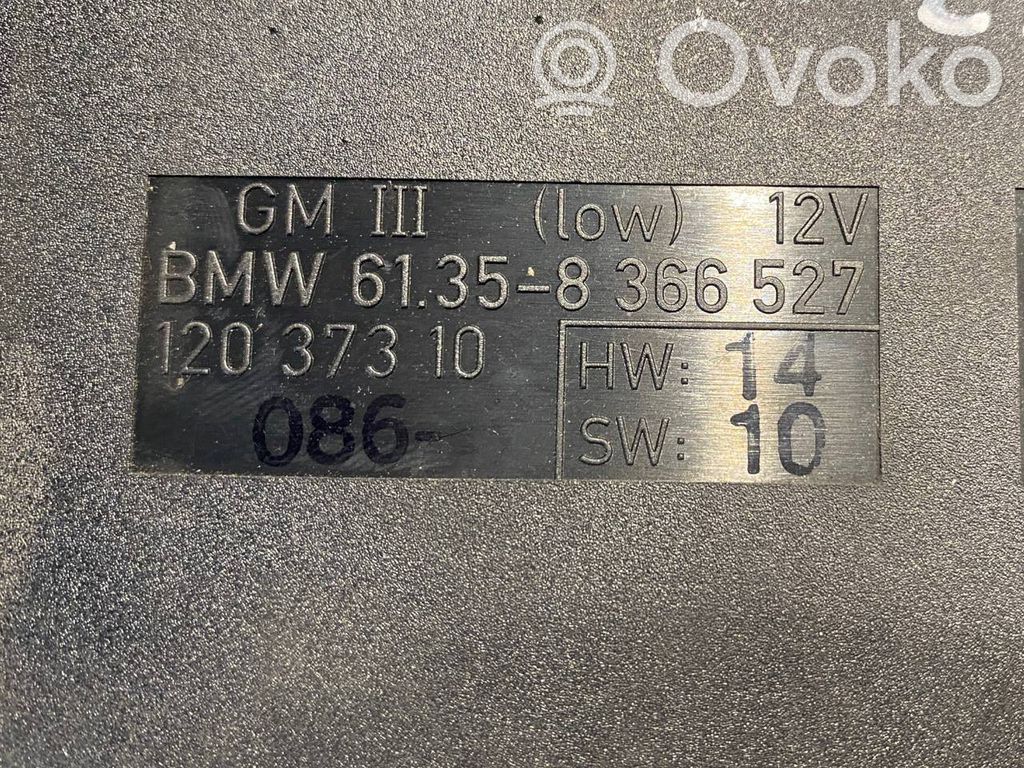 Ovoko
GM III (low) 12V
BMW 61.35-8 366 527
120 373 10
HW: 14
086-
SW: 10